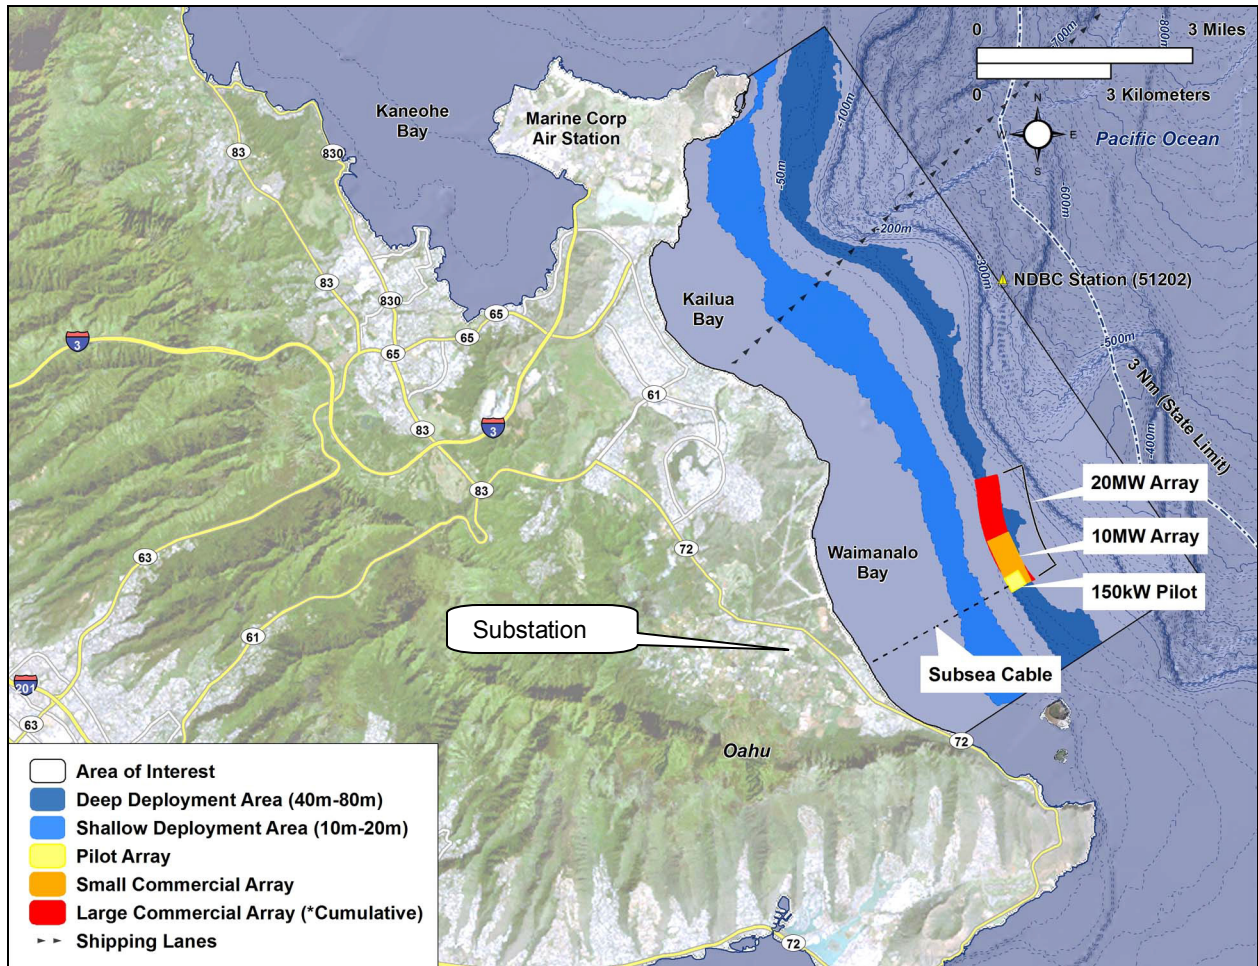 0
3 Miles
0
3 Kilometers
N
E
S
Pacific Ocean
Kaneohe
Bay
Marine Corp
Air Station
-700m
-800m
-100m
-50m
-200m
-300m
600m
83
830
NDBC Station (51202)
83
830
Kailua
Bay
65
65
65
3
-500m
3 Nm (State Limit)
-400m
61
3
83
83
20MW Array
10MW Array
150kW Pilot
72
63
Waimanalo
Bay
Substation
61
Subsea Cable
201
63
72
Oahu
Area of Interest
Deep Deployment Area (40m-80m)
Shallow Deployment Area (10m-20m)
Pilot Array
Small Commercial Array
Large Commercial Array (*Cumulative)
Shipping Lanes
72